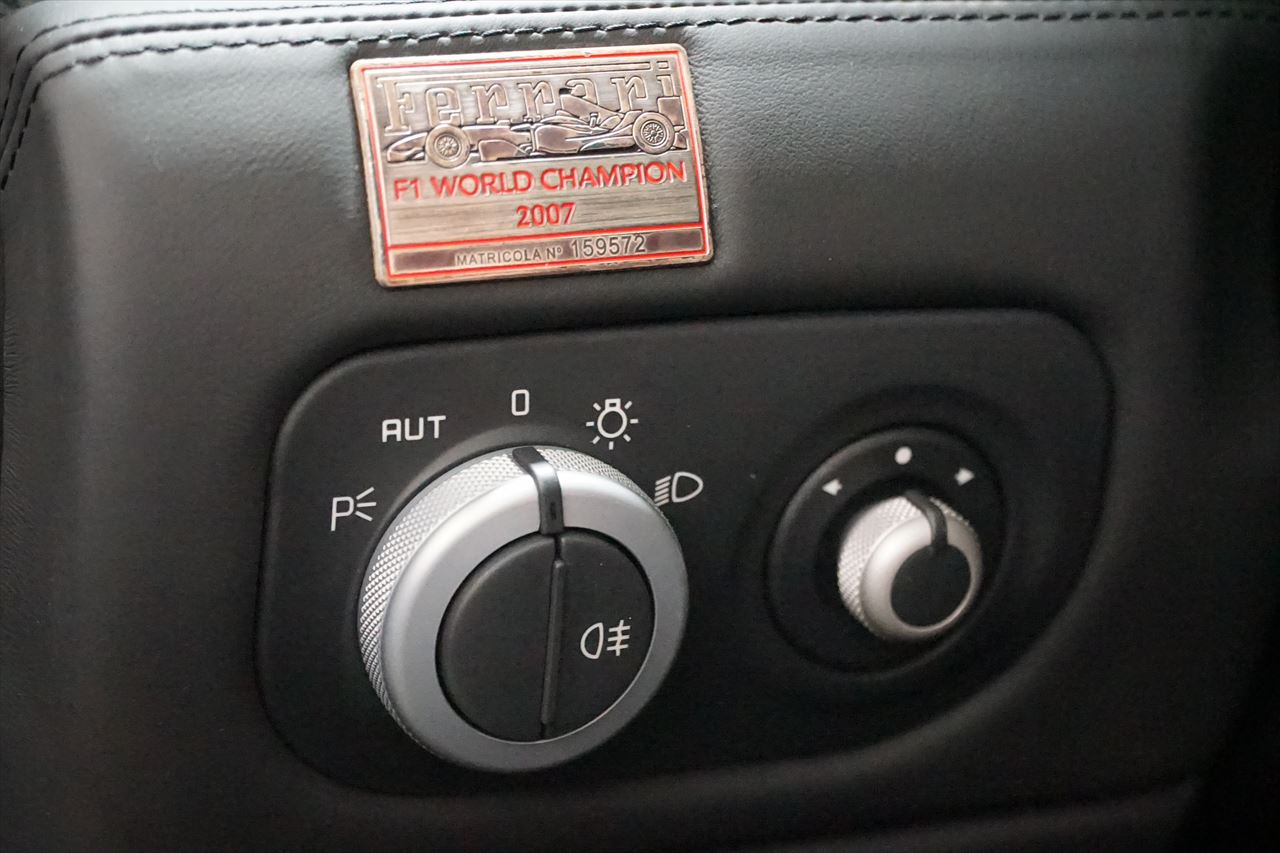 Ferrari
F1 WORLD CHAMPION
2007
MATRICOLA Nº 159572
0
AUT
P